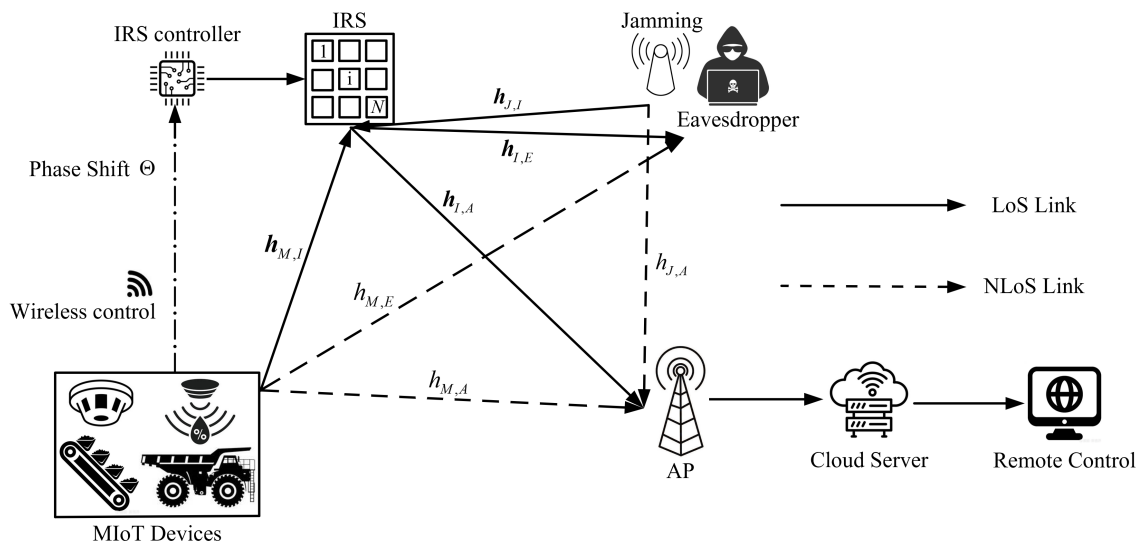 IRS
Jamming
IRS controller
1
i
N
h_{J,I}
Eavesdropper
h_{I,E}
Phase Shift Θ
h_{I,A}
LoS Link
h_{M,I}
h_{J,A}
h_{M,E}
NLoS Link
Wireless control
h_{M,A}
%
AP
Cloud Server
Remote Control
MIoT Devices